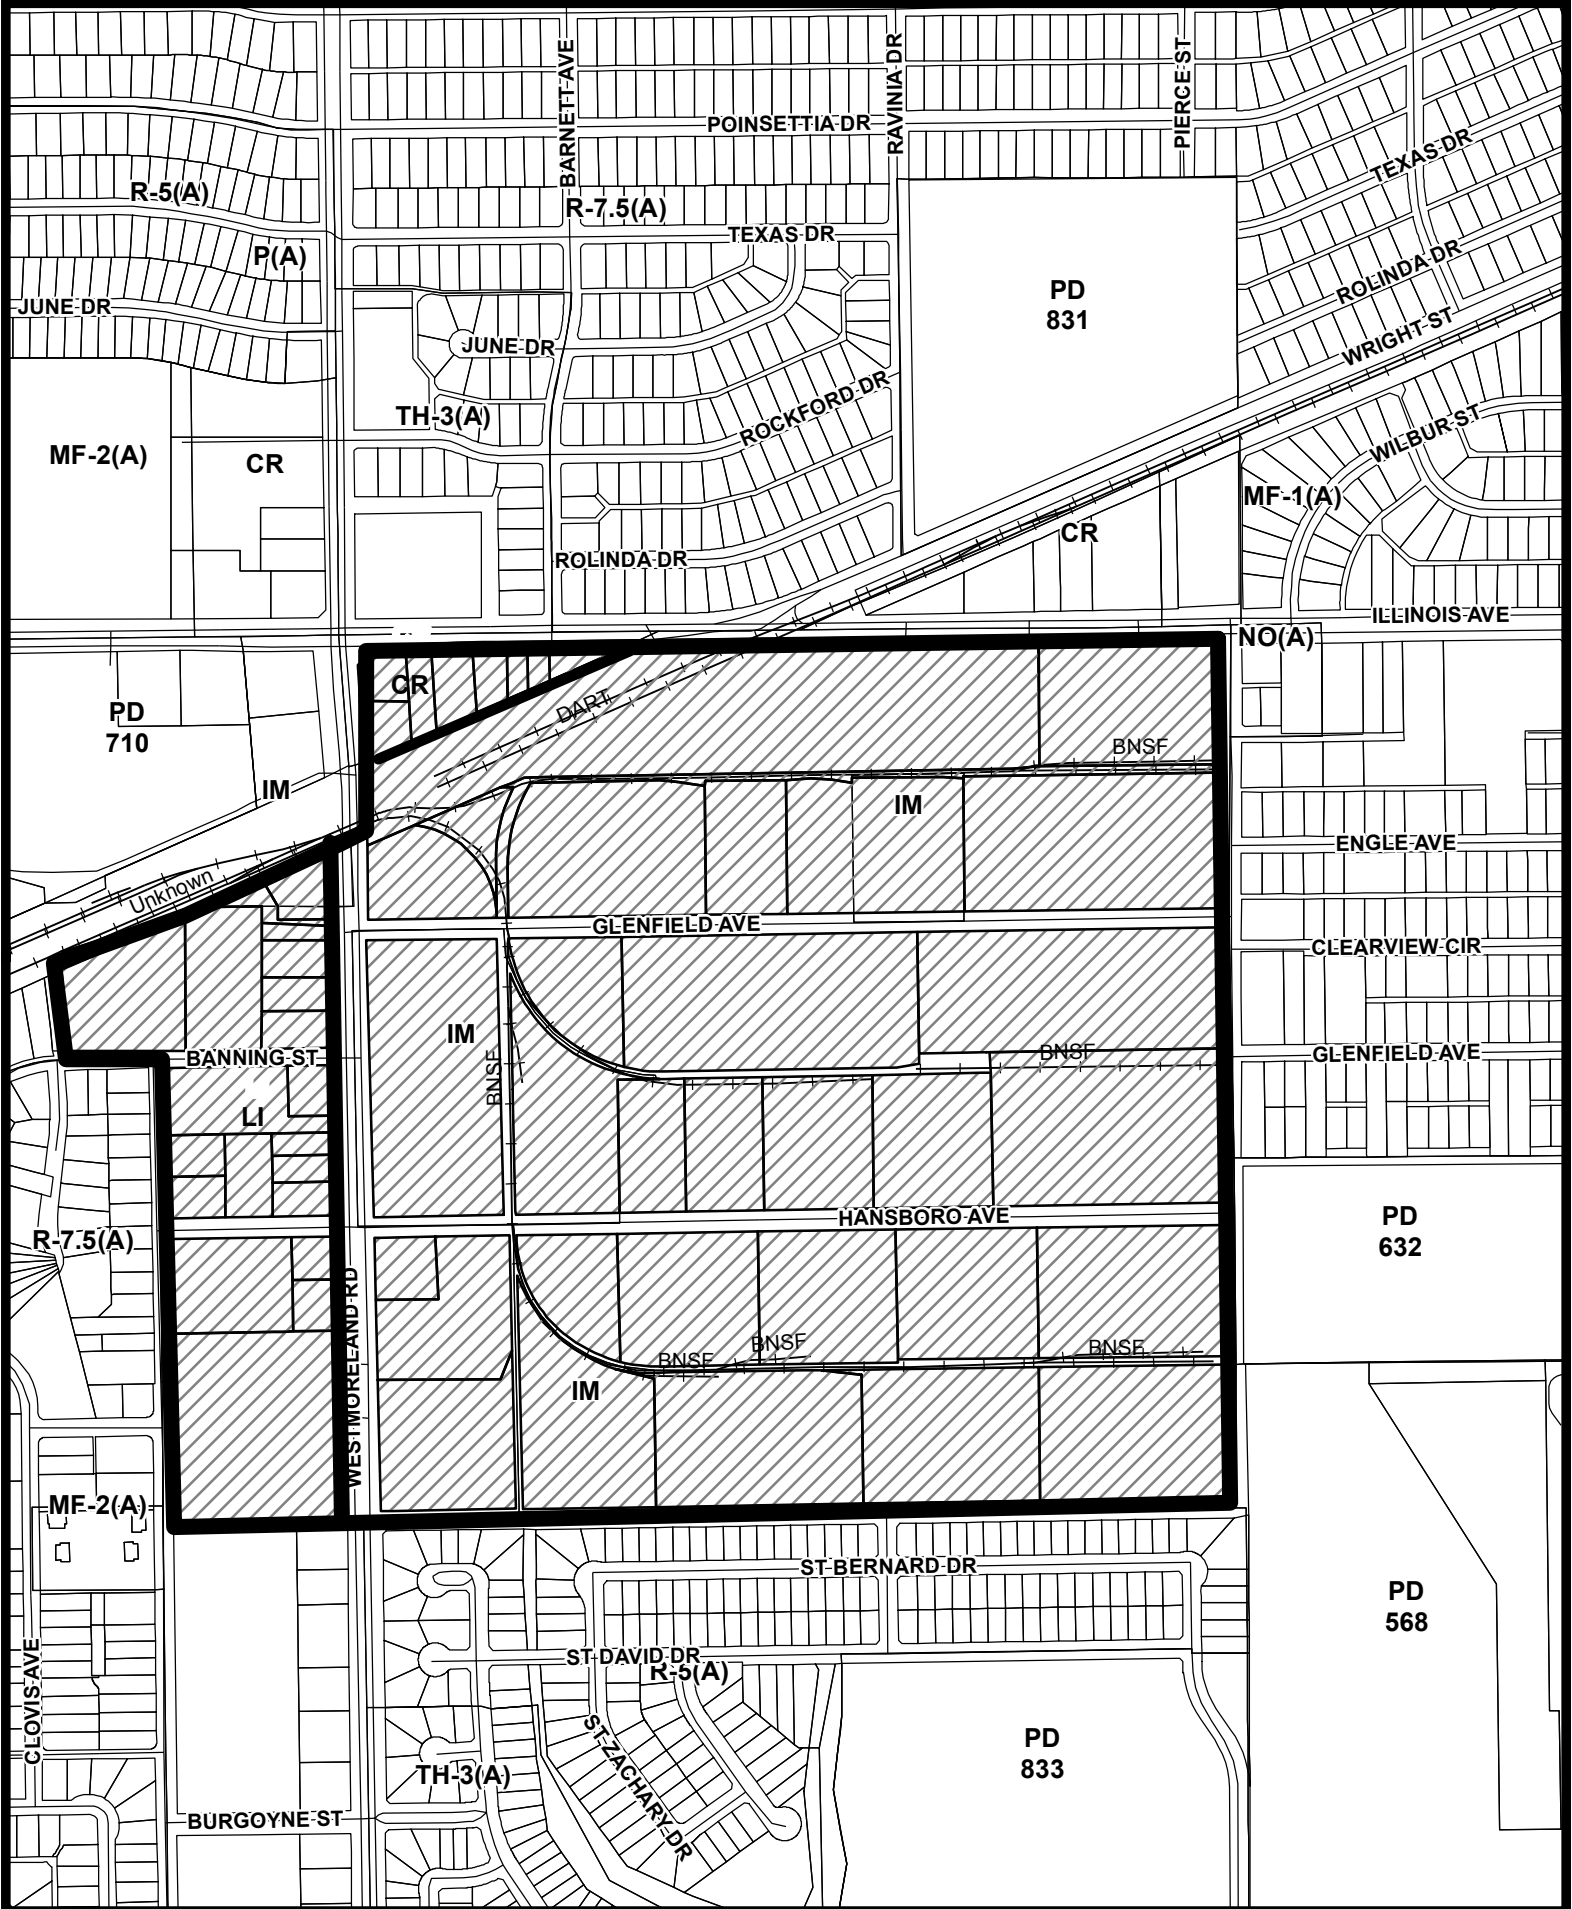 BARNETT AVE
RAVINIA DR
PIERCE ST
POINSETTIA DR
TEXAS DR
R-5(A)
R-7.5(A)
TEXAS DR
P(A)
ROLINDA DR
PD
831
JUNE DR
WRIGHT ST
JUNE DR
ROCKFORD DR
TH-3(A)
WILBUR ST
MF-2(A)
CR
MF-1(A)
CR
ROLINDA DR
ILLINOIS AVE
NO(A)
CR
DART
PD
710
BNSF
IM
IM
ENGLE AVE
Unknown
GLENFIELD AVE
CLEARVIEW CIR
IM
BNSF
BNSF
GLENFIELD AVE
BANNING ST
LI
HANSBORO AVE
PD
632
R-7.5(A)
WESTMORELAND RD
BNSF
BNSF
BNSF
IM
MF-2(A)
ST BERNARD DR
PD
568
CLOVIS AVE
ST DAVID DR
R-5(A)
ST ZACHARY DR
PD
833
TH-3(A)
BURGOYNE ST